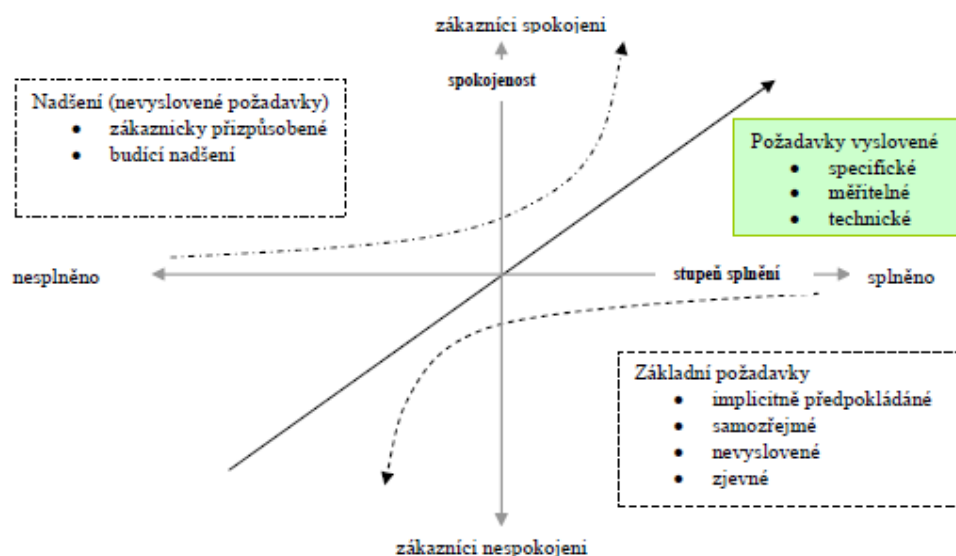 zákazníci spokojeni
spokojenost
Nadšení (nevyslovené požadavky)
• zákaznicky přizpůsobené
• budící nadšení
Požadavky vyslovené
• specifické
• měřitelné
• technické
nesplněno
stupeň splnění
splněno
Základní požadavky
• implicitně předpokládáné
• samozřejmé
• nevyslovené
• zjevné
zákazníci nespokojeni